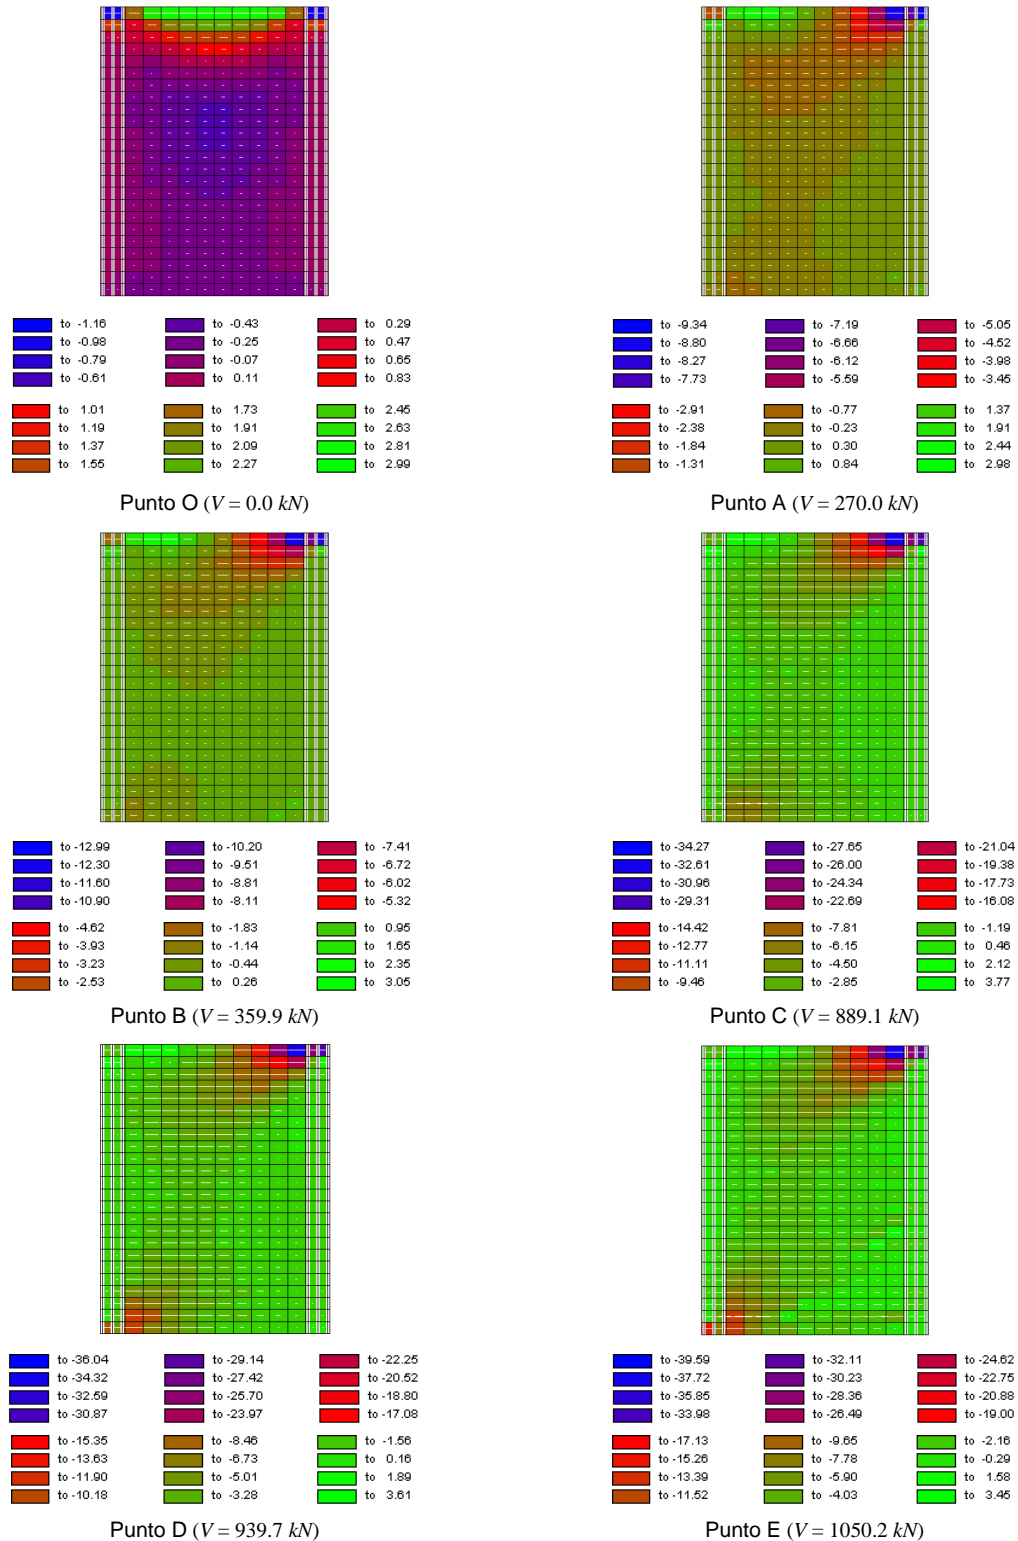 to -1.16 to -0.43 to 0.29
to -0.98 to -0.25 to 0.47
to -0.79 to -0.07 to 0.65
to -0.61 to 0.11 to 0.83
to 1.01 to 1.73 to 2.45
to 1.19 to 1.91 to 2.63
to 1.37 to 2.09 to 2.81
to 1.55 to 2.27 to 2.99
Punto O (V = 0.0 kN)
to -9.34 to -7.19 to -5.05
to -8.80 to -6.66 to -4.52
to -8.27 to -6.12 to -3.98
to -7.73 to -5.59 to -3.45
to -2.91 to -0.77 to 1.37
to -2.38 to -0.23 to 1.91
to -1.84 to 0.30 to 2.44
to -1.31 to 0.84 to 2.98
Punto A (V = 270.0 kN)
to -12.99 to -10.20 to -7.41
to -12.30 to -9.51 to -6.72
to -11.60 to -8.81 to -6.02
to -10.90 to -8.11 to -5.32
to -4.62 to -1.83 to 0.95
to -3.93 to -1.14 to 1.65
to -3.23 to -0.44 to 2.35
to -2.53 to 0.26 to 3.05
Punto B (V = 359.9 kN)
to -34.27 to -27.65 to -21.04
to -32.61 to -26.00 to -19.38
to -30.96 to -24.34 to -17.73
to -29.31 to -22.69 to -16.08
to -14.42 to -7.81 to -1.19
to -12.77 to -6.15 to 0.46
to -11.11 to -4.50 to 2.12
to -9.46 to -2.85 to 3.77
Punto C (V = 889.1 kN)
to -36.04 to -29.14 to -22.25
to -34.32 to -27.42 to -20.52
to -32.59 to -25.70 to -18.80
to -30.87 to -23.97 to -17.08
to -15.35 to -8.46 to -1.56
to -13.63 to -6.73 to 0.16
to -11.90 to -5.01 to 1.89
to -10.18 to -3.28 to 3.61
Punto D (V = 939.7 kN)
to -39.59 to -32.11 to -24.62
to -37.72 to -30.23 to -22.75
to -35.85 to -28.36 to -20.88
to -33.98 to -26.49 to -19.00
to -17.13 to -9.65 to -2.16
to -15.26 to -7.78 to -0.29
to -13.39 to -5.90 to 1.58
to -11.52 to -4.03 to 3.45
Punto E (V = 1050.2 kN)